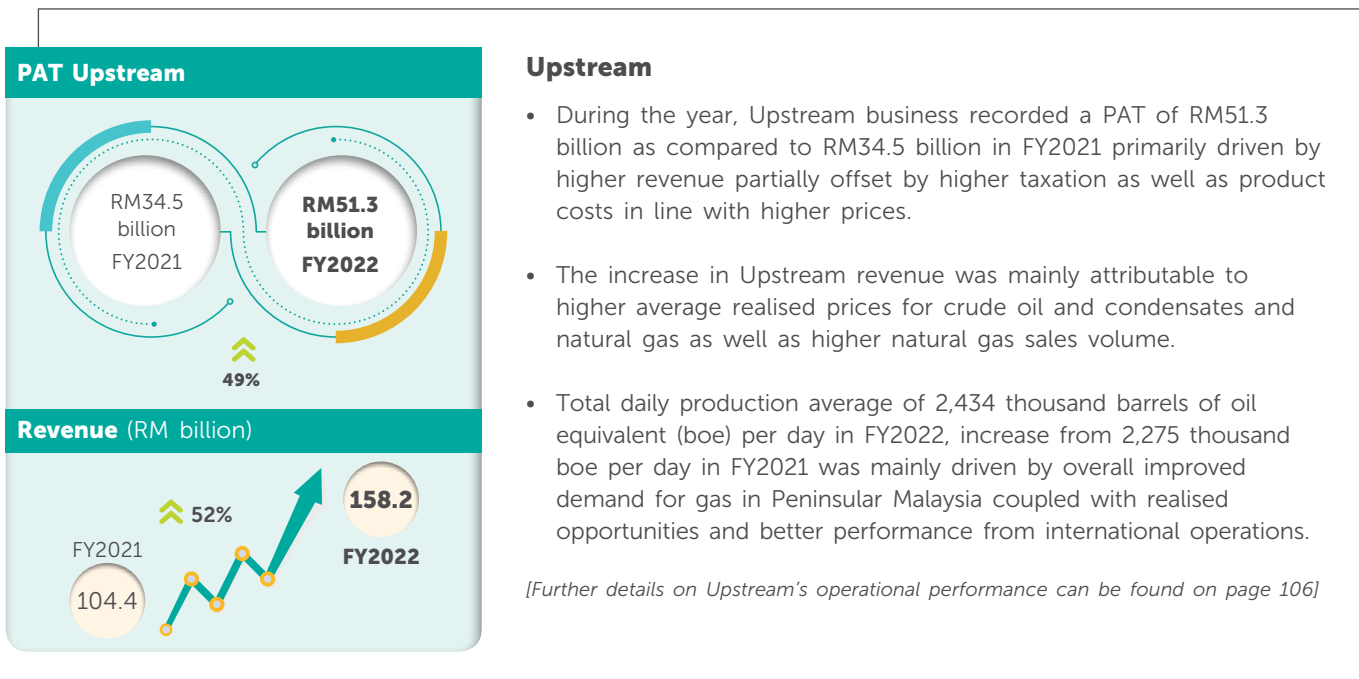 PAT Upstream
RM34.5
billion
FY2021
RM51.3
billion
FY2022
49%
Revenue (RM billion)
52%
FY2021
104.4
158.2
FY2022
Upstream
• During the year, Upstream business recorded a PAT of RM51.3
billion as compared to RM34.5 billion in FY2021 primarily driven by
higher revenue partially offset by higher taxation as well as product
costs in line with higher prices.
• The increase in Upstream revenue was mainly attributable to
higher average realised prices for crude oil and condensates and
natural gas as well as higher natural gas sales volume.
• Total daily production average of 2,434 thousand barrels of oil
equivalent (boe) per day in FY2022, increase from 2,275 thousand
boe per day in FY2021 was mainly driven by overall improved
demand for gas in Peninsular Malaysia coupled with realised
opportunities and better performance from international operations.
[Further details on Upstream’s operational performance can be found on page 106]